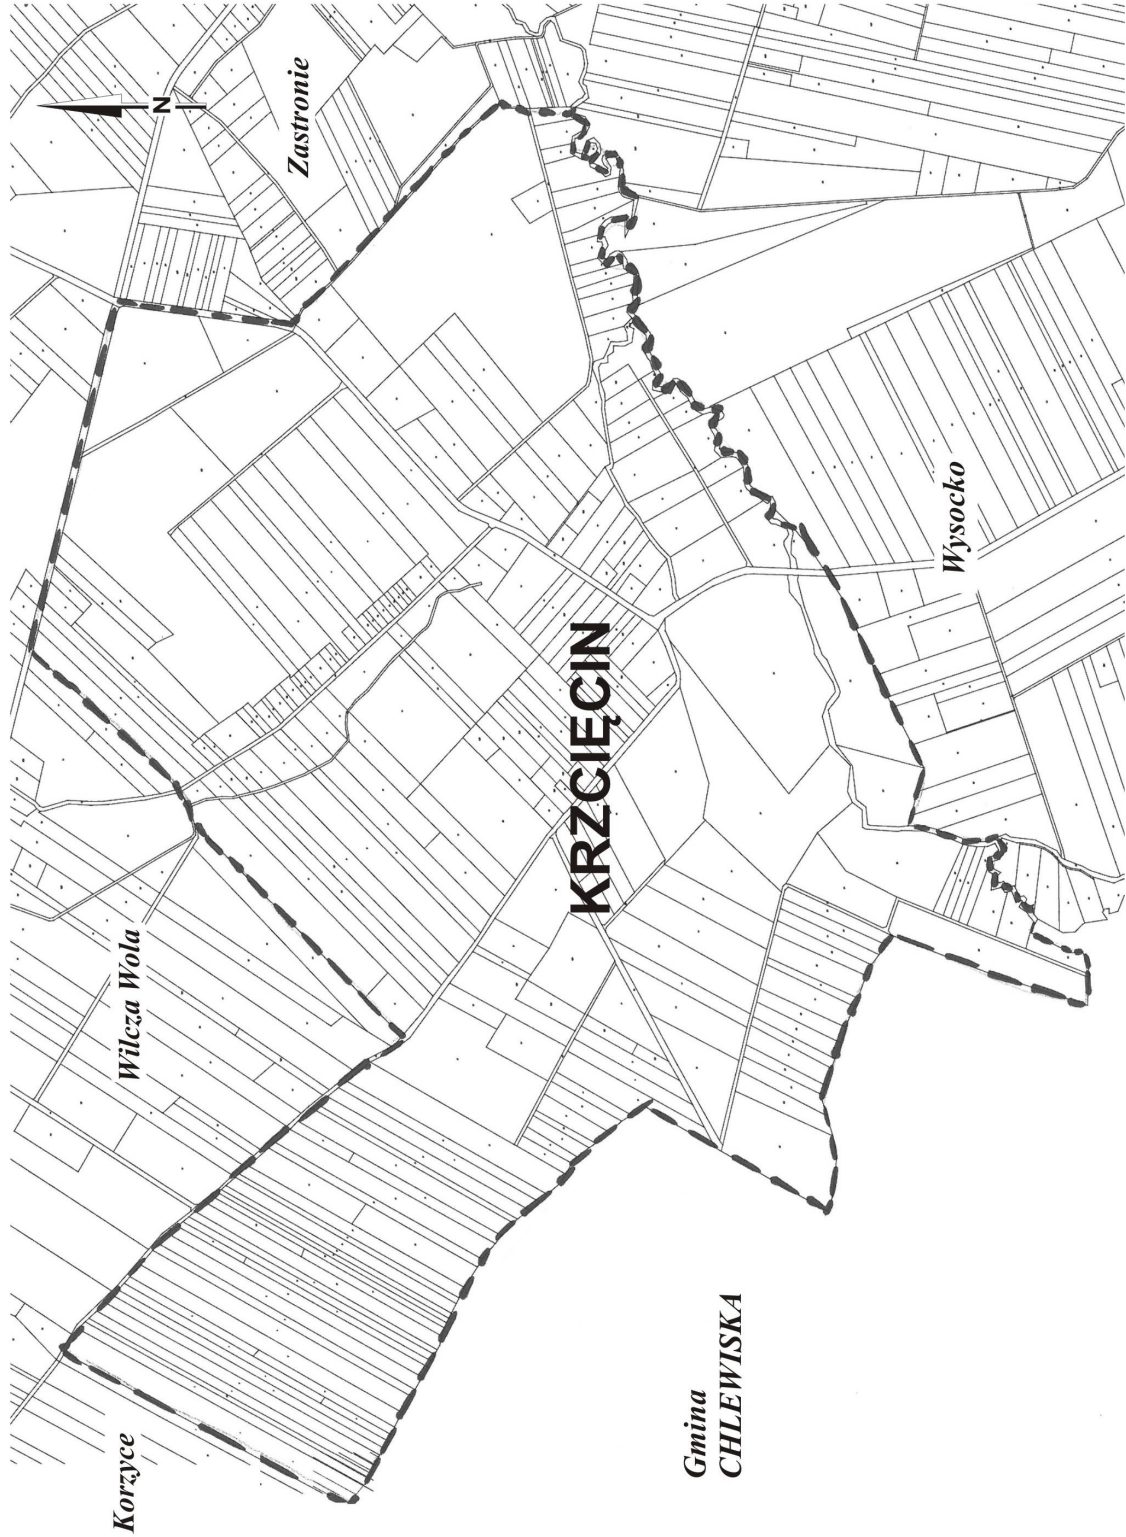 Korzyce
Wilcza Wola
Zastronie
N
KRZCIĘCIN
Gmina
CHLEWISKA
Wysocko